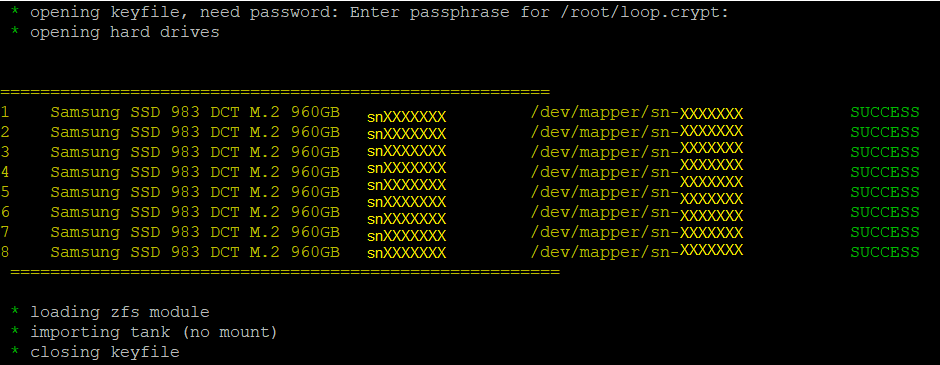 * opening keyfile, need password: Enter passphrase for /root/loop.crypt:
* opening hard drives
=======================================================
1 Samsung SSD 983 DCT M.2 960GB snXXXXXXX /dev/mapper/sn-XXXXXXX SUCCESS
2 Samsung SSD 983 DCT M.2 960GB snXXXXXXX /dev/mapper/sn-XXXXXXX SUCCESS
3 Samsung SSD 983 DCT M.2 960GB snXXXXXXX /dev/mapper/sn-XXXXXXX SUCCESS
4 Samsung SSD 983 DCT M.2 960GB snXXXXXXX /dev/mapper/sn-XXXXXXX SUCCESS
5 Samsung SSD 983 DCT M.2 960GB snXXXXXXX /dev/mapper/sn-XXXXXXX SUCCESS
6 Samsung SSD 983 DCT M.2 960GB snXXXXXXX /dev/mapper/sn-XXXXXXX SUCCESS
7 Samsung SSD 983 DCT M.2 960GB snXXXXXXX /dev/mapper/sn-XXXXXXX SUCCESS
8 Samsung SSD 983 DCT M.2 960GB snXXXXXXX /dev/mapper/sn-XXXXXXX SUCCESS
=======================================================
* loading zfs module
* importing tank (no mount)
* closing keyfile